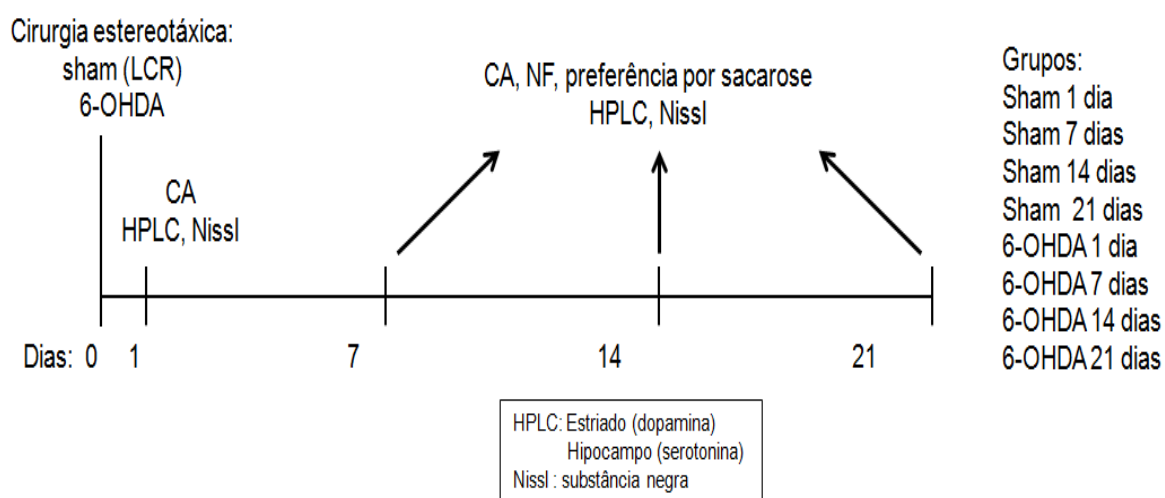 Cirurgia estereotáxica:
sham (LCR)
6-OHDA
CA
HPLC, Nissl
CA, NF, preferência por sacarose
HPLC, Nissl
Grupos:
Sham 1 dia
Sham 7 dias
Sham 14 dias
Sham 21 dias
6-OHDA 1 dia
6-OHDA 7 dias
6-OHDA 14 dias
6-OHDA 21 dias
Dias: 0 1 7 14 21
HPLC: Estriado (dopamina)
Hipocampo (serotonina)
Nissl : substância negra